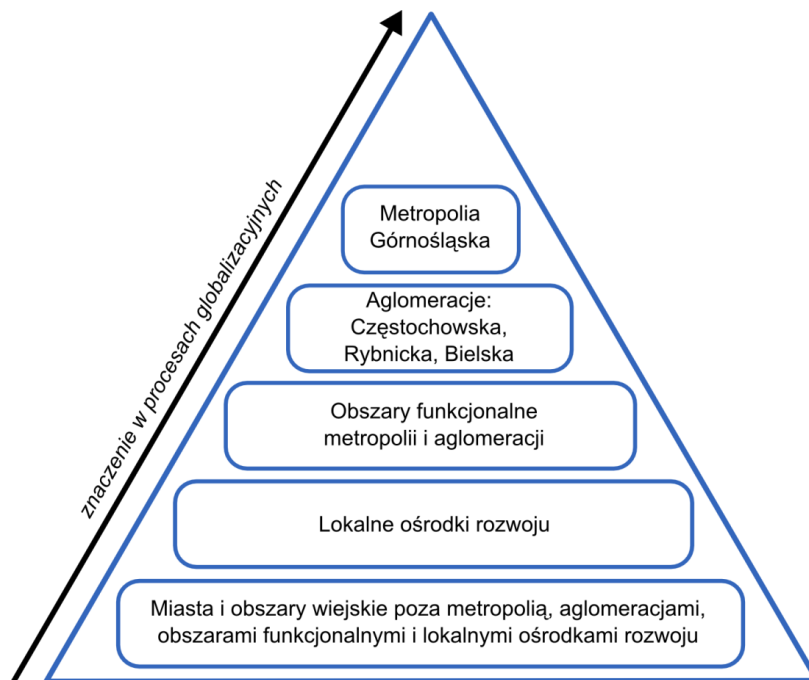 znaczenie w procesach globalizacyjnych
Metropolia
Górnośląska
Aglomeracje:
Częstochowska,
Rybnicka, Bielska
Obszary funkcjonalne
metropolii i aglomeracji
Lokalne ośrodki rozwoju
Miasta i obszary wiejskie poza metropolią, aglomeracjami,
obszarami funkcjonalnymi i lokalnymi ośrodkami rozwoju